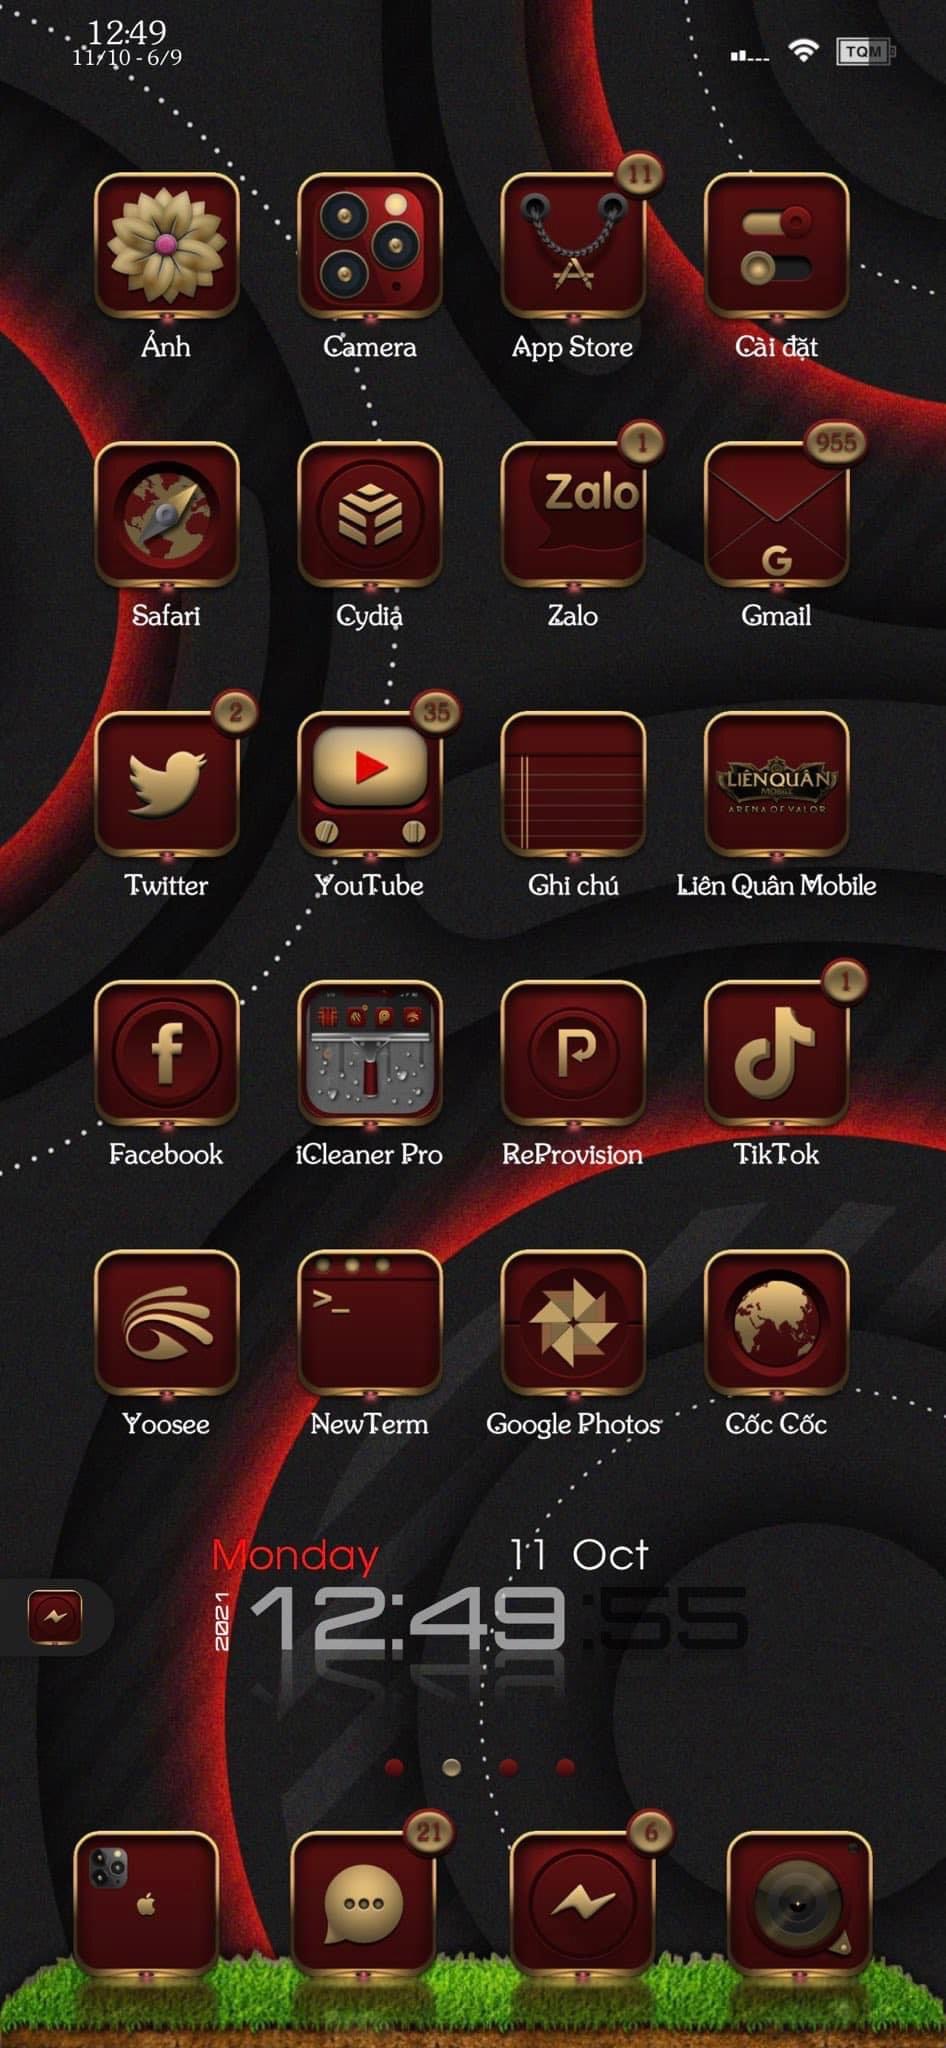 12:49
11/10 - 6/9
TQM
11
Ảnh
Camera
App Store
Cài đặt
1
955
Zalo
G
Safari
Cydia
Zalo
Gmail
2
35
LIÊN QUÂN
MOBILE
ARENA OF VALOR
Twitter
YouTube
Ghi chú
Liên Quân Mobile
1
f
P
Facebook
iCleaner Pro
ReProvision
TikTok
>_
Yoosee
NewTerm
Google Photos
Cốc Cốc
Monday
11 Oct
2021
12:49:55
21
6